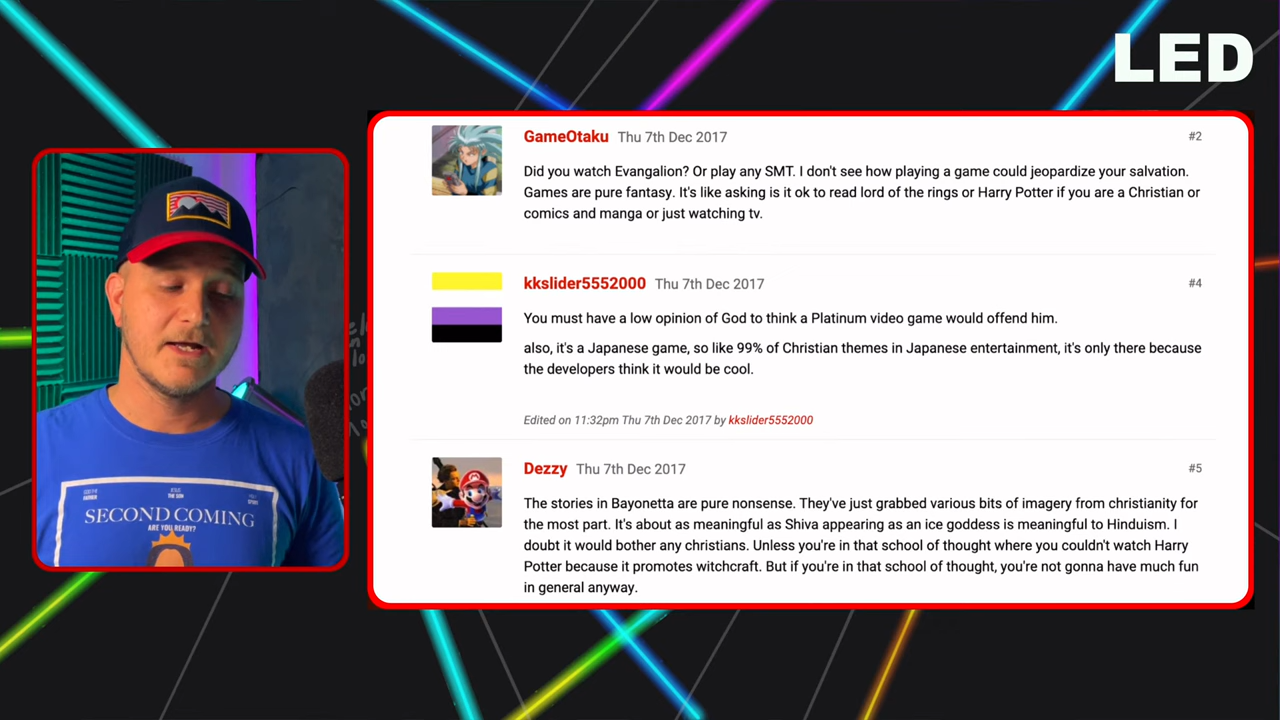 LED
GameOtaku Thu 7th Dec 2017 #2
Did you watch Evangalion? Or play any SMT. I don't see how playing a game could jeopardize your salvation.
Games are pure fantasy. It's like asking is it ok to read lord of the rings or Harry Potter if you are a Christian or
comics and manga or just watching tv.
kkslider5552000 Thu 7th Dec 2017 #4
You must have a low opinion of God to think a Platinum video game would offend him.
also, it's a Japanese game, so like 99% of Christian themes in Japanese entertainment, it's only there because
the developers think it would be cool.
Edited on 11:32pm Thu 7th Dec 2017 by kkslider5552000
Dezzy Thu 7th Dec 2017 #5
The stories in Bayonetta are pure nonsense. They've just grabbed various bits of imagery from christianity for
the most part. It's about as meaningful as Shiva appearing as an ice goddess is meaningful to Hinduism. I
doubt it would bother any christians. Unless you're in that school of thought where you couldn't watch Harry
Potter because it promotes witchcraft. But if you're in that school of thought, you're not gonna have much fun
in general anyway.
SECOND COMING
ARE YOU READY?